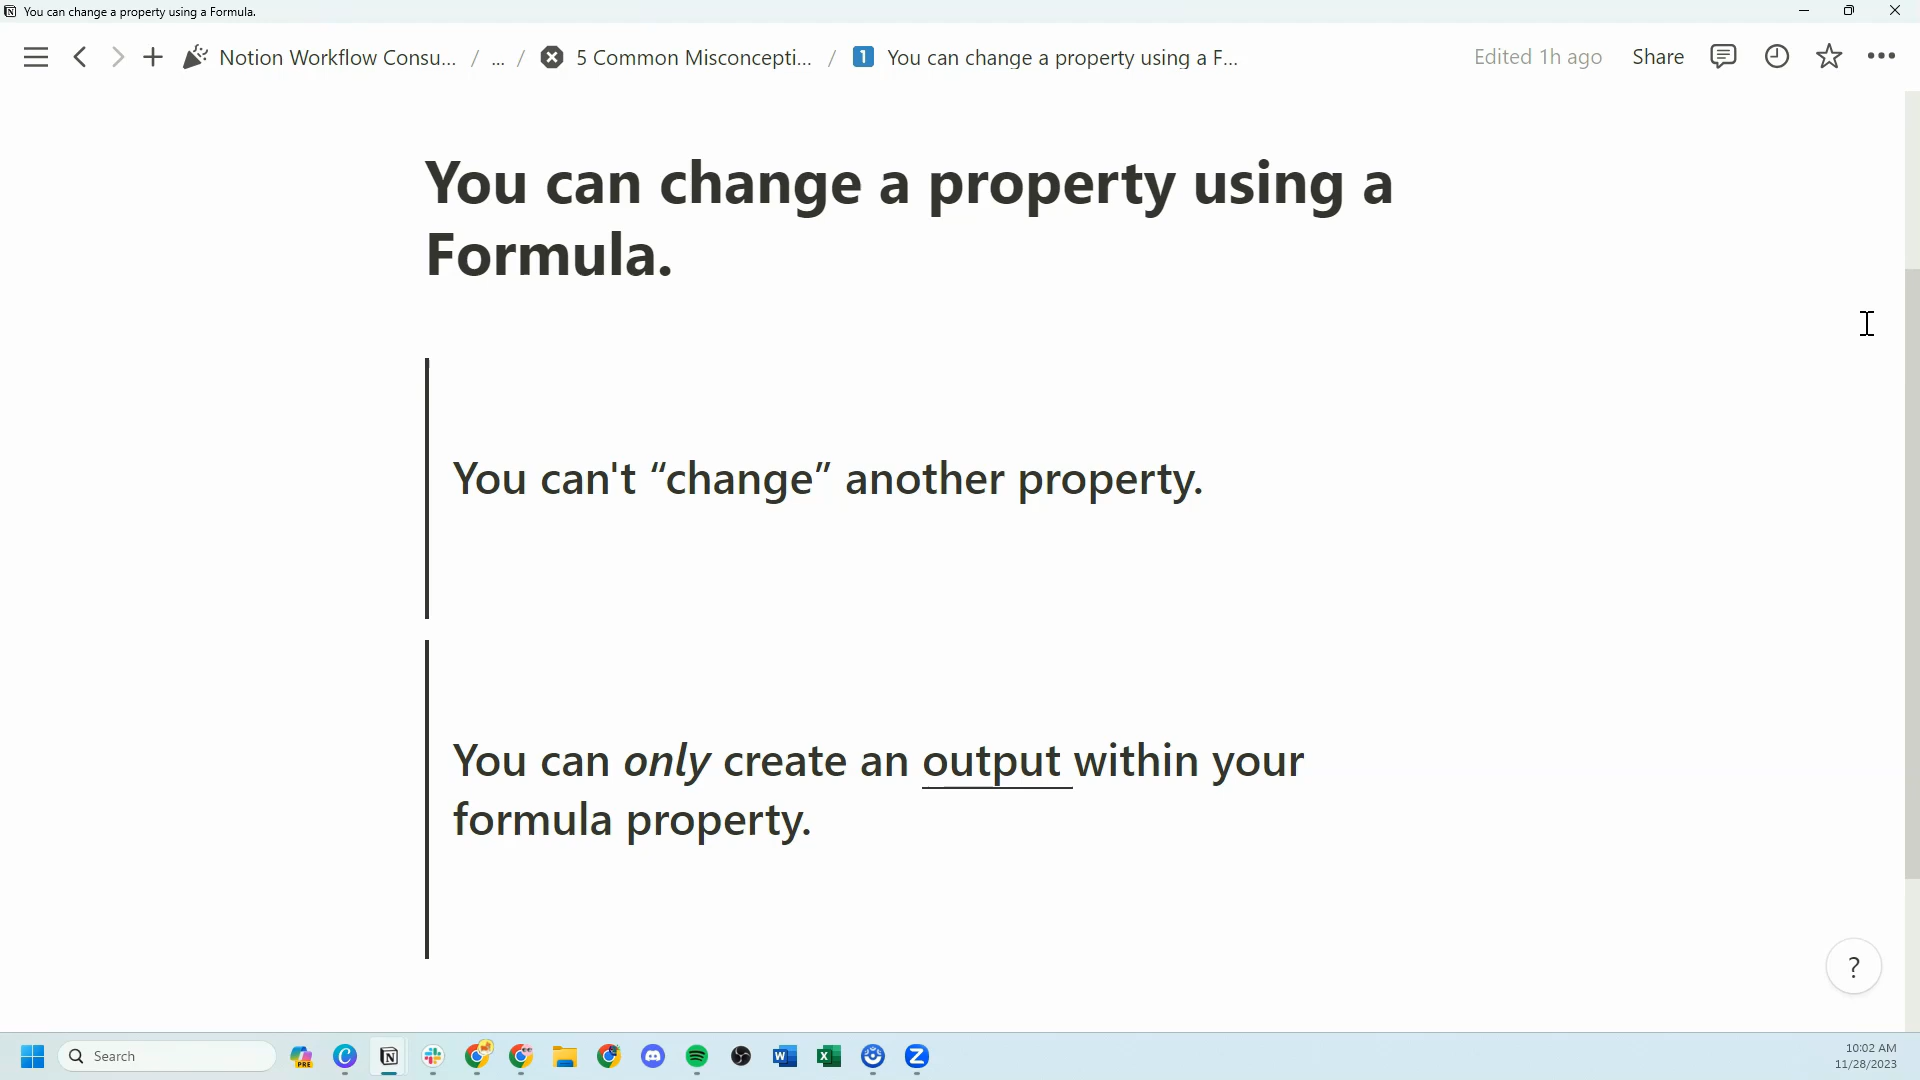 You can change a property using a Formula.
Notion Workflow Consu... / ... / 5 Common Misconcepti... / 1 You can change a property using a F...
Edited 1h ago Share
You can change a property using a
Formula.
You can't “change” another property.
You can only create an output within your
formula property.
?
Search
PRE
10:02 AM
11/28/2023